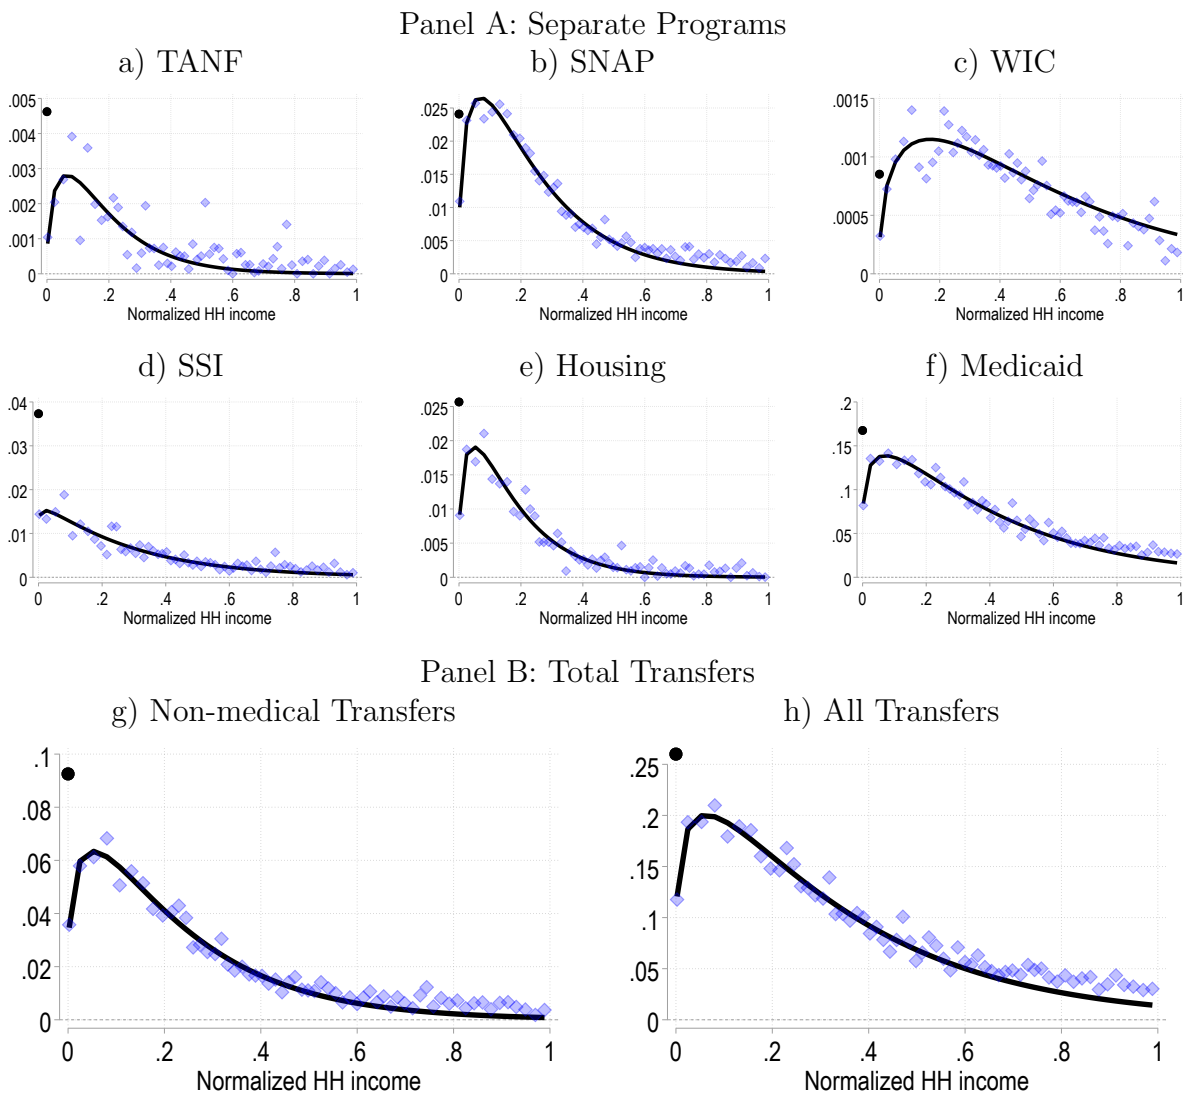 Panel A: Separate Programs
a) TANF
b) SNAP
c) WIC
.005
.004
.003
.002
.001
0
0 .2 .4 .6 .8 1
Normalized HH income
.025
.02
.015
.01
.005
0
0 .2 .4 .6 .8 1
Normalized HH income
.0015
.001
.0005
0
0 .2 .4 .6 .8 1
Normalized HH income
d) SSI
e) Housing
f) Medicaid
.04
.03
.02
.01
0
0 .2 .4 .6 .8 1
Normalized HH income
.025
.02
.015
.01
.005
0
0 .2 .4 .6 .8 1
Normalized HH income
.2
.15
.1
.05
0
0 .2 .4 .6 .8 1
Normalized HH income
Panel B: Total Transfers
g) Non-medical Transfers
h) All Transfers
.1
.08
.06
.04
.02
0
0 .2 .4 .6 .8 1
Normalized HH income
.25
.2
.15
.1
.05
0
0 .2 .4 .6 .8 1
Normalized HH income